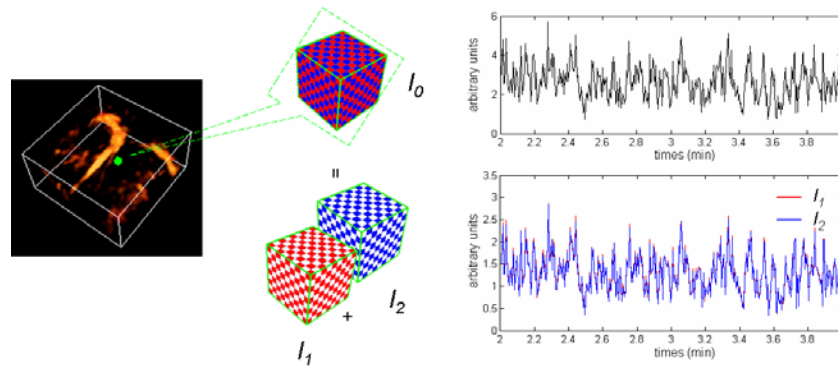 I0
=
I2
+
I1
arbitrary units
6
4
2
0
2 2.2 2.4 2.6 2.8 3 3.2 3.4 3.6 3.8
times (min)
arbitrary units
3.5
3
2.5
2
1.5
1
0.5
0
I1
I2
2 2.2 2.4 2.6 2.8 3 3.2 3.4 3.6 3.8
times (min)